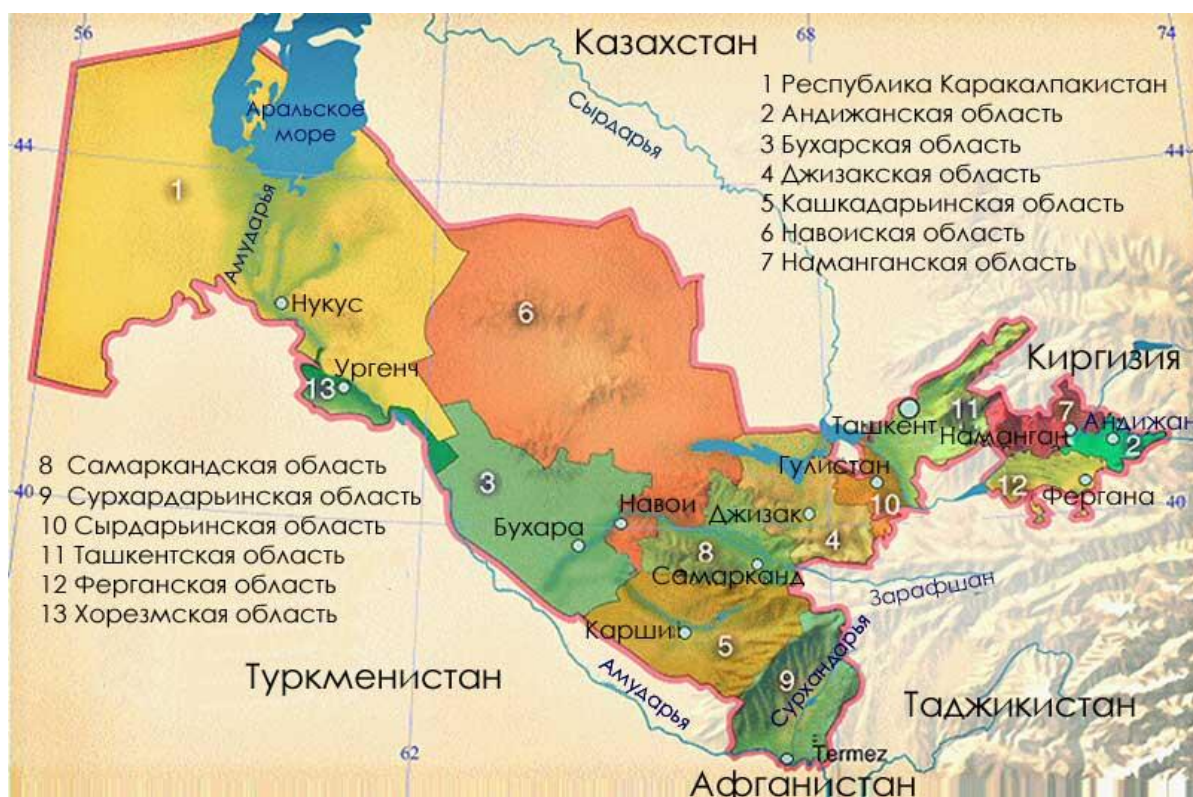 56
68
74
Казахстан
1 Республика Каракалпакистан
2 Андижанская область
3 Бухарская область
4 Джизакская область
5 Кашкадарьинская область
6 Навоиская область
7 Наманганская область
Аральское
море
Сырдарья
44
44
1
Амударья
Нукус
6
Киргизия
Ургенч
13
Ташкент
11
Наманган
7
Андижан
2
8 Самаркандская область
9 Сурхардарьинская область
10 Сырдарьинская область
11 Ташкентская область
12 Ферганская область
13 Хорезмская область
40
3
Гулистан
10
12
Фергана
40
Навои
Бухара
Джизак
4
8
Самарканд
Зарафшан
Карши
5
Туркменистан
Амударья
9
Сурхандарья
Таджикистан
62
Termez
Афганистан